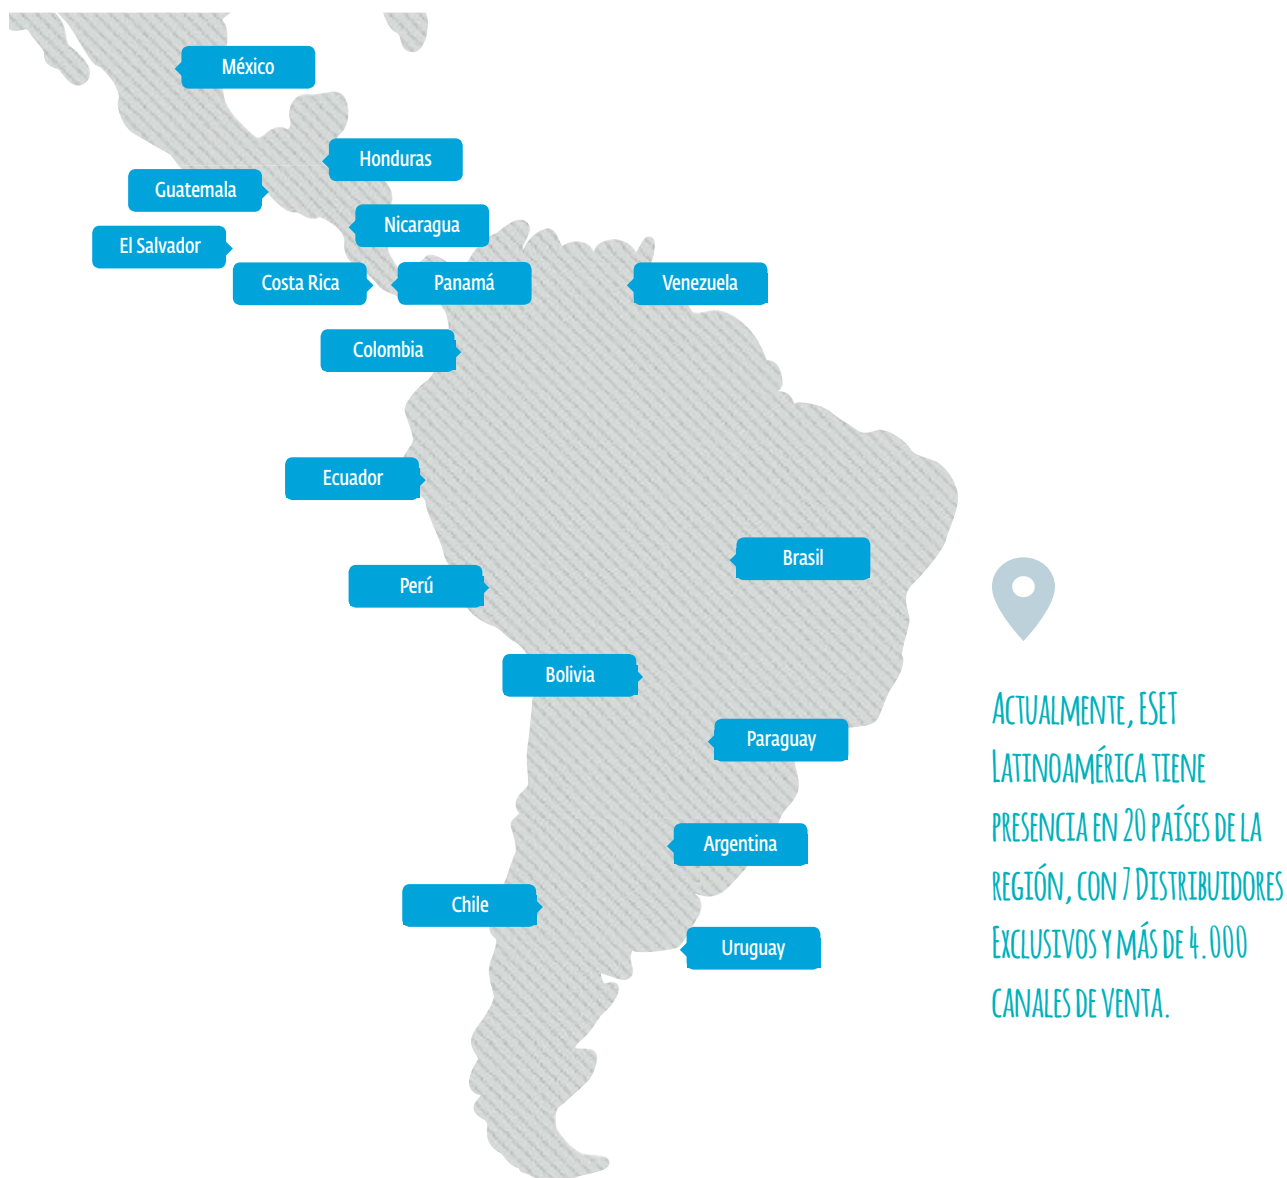 México
Honduras
Guatemala
Nicaragua
El Salvador
Costa Rica
Panamá
Venezuela
Colombia
Ecuador
Brasil
Perú
Bolivia
Paraguay
Argentina
Chile
Uruguay
Actualmente, ESET
Latinoamérica tiene
presencia en 20 países de la
región, con 7 Distribuidores
Exclusivos y más de 4.000
canales de venta.